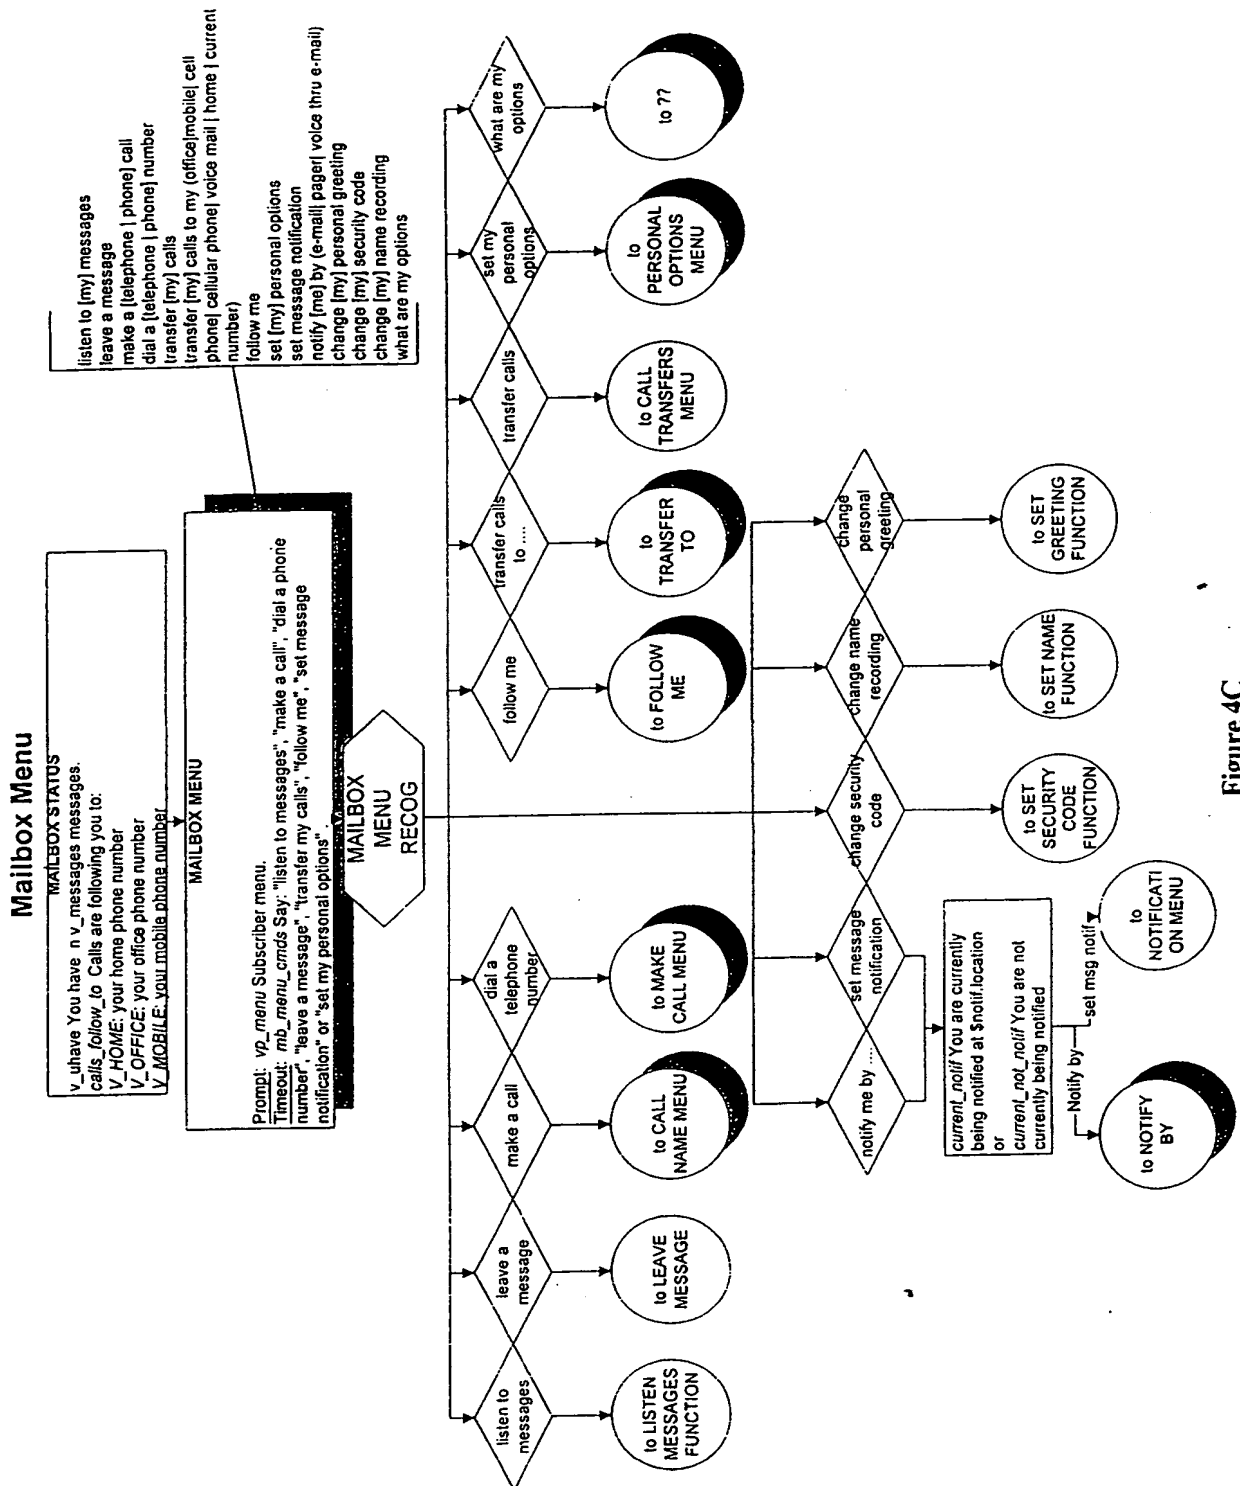 Mailbox Menu
MAILBOX STATUS
v_uhave You have n v_messages messages.
calls_follow_to Calls are following you to:
V_HOME: your home phone number
V_OFFICE: your office phone number
V_MOBILE: you mobile phone number
MAILBOX MENU
Prompt: vp_menu Subscriber menu.
Timeout: mb_menu_cmds Say: "listen to messages", "make a call", "dial a phone
number", "leave a message", "transfer my calls", "follow me", "set message
notification" or "set my personal options".
listen to [my] messages
leave a message
make a [telephone | phone] call
dial a [telephone | phone] number
transfer [my] calls
transfer [my] calls to my (office|mobile| cell
phone| cellular phone| voice mail | home | current
number)
follow me
set [my] personal options
set message notification
notify [me] by (e-mail| pager| voice thru e-mail)
change [my] personal greeting
change [my] security code
change [my] name recording
what are my options
MAILBOX
MENU
RECOG
listen to
messages
leave a
message
make a call
dial a
telephone
number
follow me
transfer calls
to ....
transfer calls
set my
personal
options
what are my
options
to LISTEN
MESSAGES
FUNCTION
to LEAVE
MESSAGE
to CALL
NAME MENU
to MAKE
CALL MENU
to FOLLOW
ME
to
TRANSFER
TO
to CALL
TRANSFERS
MENU
to
PERSONAL
OPTIONS
MENU
to ??
notify me by ....
set message
notification
change security
code
change name
recording
change
personal
greeting
current_notif You are currently
being notified at $notif.location
or
current_not_notif You are not
currently being notified
Notify by
set msg notif
to NOTIFY
BY
to
NOTIFICATI
ON MENU
to SET
SECURITY
CODE
FUNCTION
to SET NAME
FUNCTION
to SET
GREETING
FUNCTION
Figure 4C